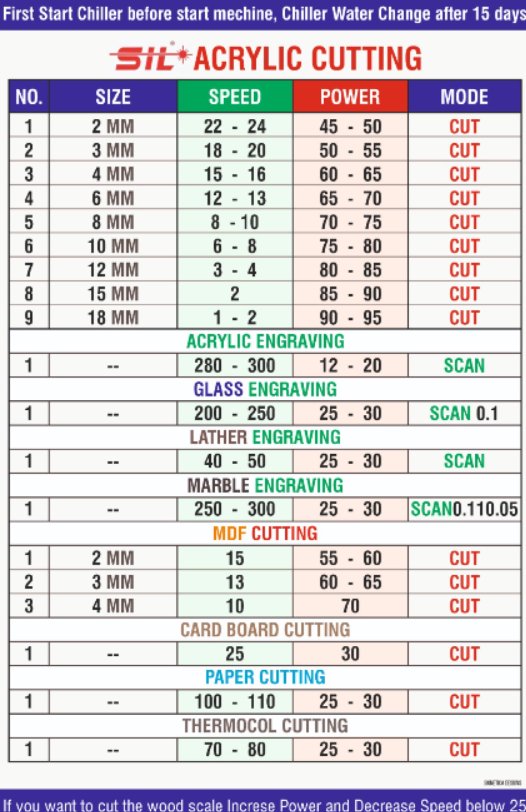 First Start Chiller before start mechine, Chiller Water Change after 15 days
SIL ACRYLIC CUTTING
NO. SIZE SPEED POWER MODE
1 2 MM 22 - 24 45 - 50 CUT
2 3 MM 18 - 20 50 - 55 CUT
3 4 MM 15 - 16 60 - 65 CUT
4 6 MM 12 - 13 65 - 70 CUT
5 8 MM 8 - 10 70 - 75 CUT
6 10 MM 6 - 8 75 - 80 CUT
7 12 MM 3 - 4 80 - 85 CUT
8 15 MM 2 85 - 90 CUT
9 18 MM 1 - 2 90 - 95 CUT
ACRYLIC ENGRAVING
1 -- 280 - 300 12 - 20 SCAN
GLASS ENGRAVING
1 -- 200 - 250 25 - 30 SCAN 0.1
LATHER ENGRAVING
1 -- 40 - 50 25 - 30 SCAN
MARBLE ENGRAVING
1 -- 250 - 300 25 - 30 SCAN0.110.05
MDF CUTTING
1 2 MM 15 55 - 60 CUT
2 3 MM 13 60 - 65 CUT
3 4 MM 10 70 CUT
CARD BOARD CUTTING
1 -- 25 30 CUT
PAPER CUTTING
1 -- 100 - 110 25 - 30 CUT
THERMOCOL CUTTING
1 -- 70 - 80 25 - 30 CUT
If you want to cut the wood scale Increse Power and Decrease Speed below 25